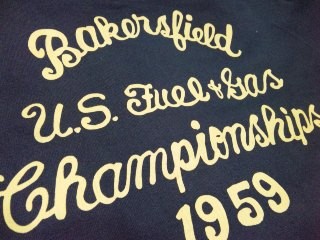 Bakersfield
U.S. Fuel & Gas
Championships
1959